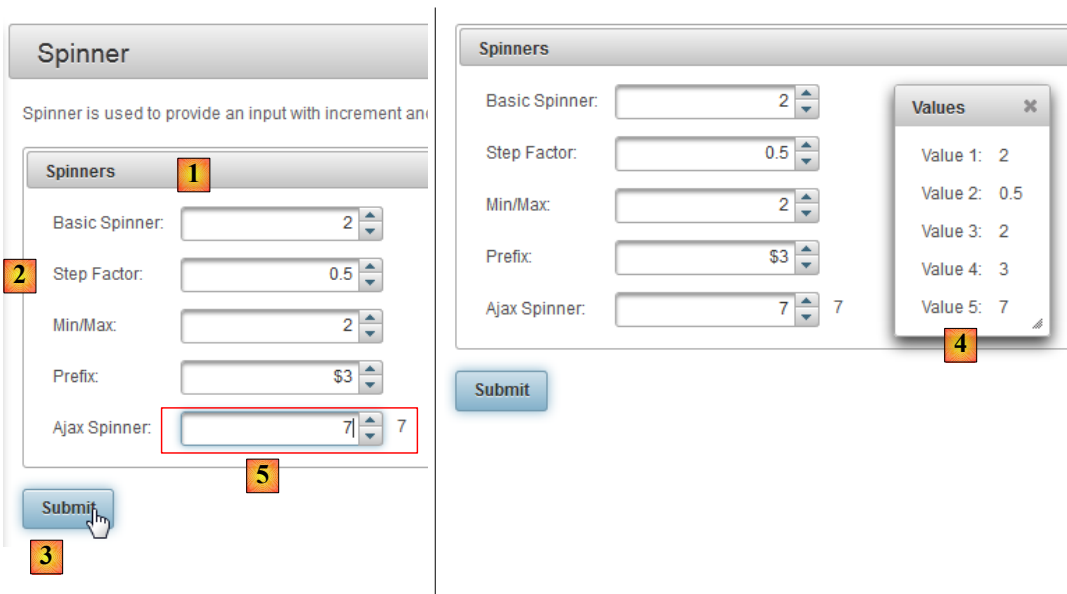 Spinner
Spinner is used to provide an input with increment and
Spinners
1
Basic Spinner: 2
2
Step Factor: 0.5
Min/Max: 2
Prefix: $3
Ajax Spinner: 7 7
5
Submit
3
Spinners
Basic Spinner: 2
Step Factor: 0.5
Min/Max: 2
Prefix: $3
Ajax Spinner: 7 7
Submit
Values
Value 1: 2
Value 2: 0.5
Value 3: 2
Value 4: 3
Value 5: 7
4